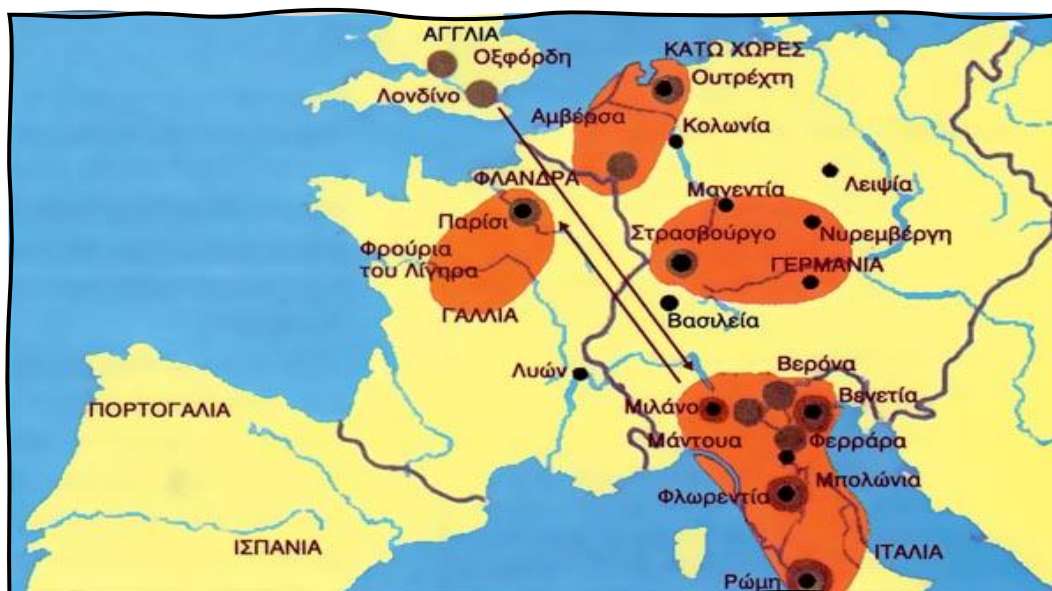 ΑΓΓΛΙΑ
Οξφόρδη
Λονδίνο
ΚΑΤΩ ΧΩΡΕΣ
Ουτρέχτη
Αμβέρσα
Κολωνία
ΦΛΑΝΔΡΑ
Μαγεντία
Λειψία
Παρίσι
Στρασβούργο
Νυρεμβέργη
Φρούρια
του Λίγηρα
ΓΕΡΜΑΝΙΑ
ΓΑΛΛΙΑ
Βασιλεία
Λυών
Βερόνα
Βενετία
Μιλάνο
ΠΟΡΤΟΓΑΛΙΑ
Μάντουα
Φερράρα
Μπολώνια
Φλωρεντία
ΙΣΠΑΝΙΑ
ΙΤΑΛΙΑ
Ρώμη